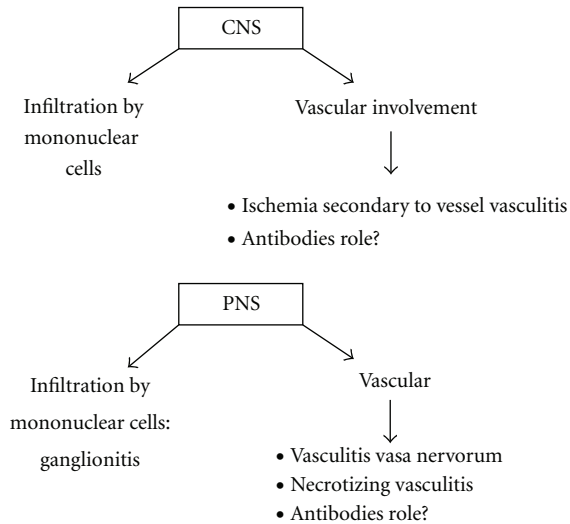 CNS
Infiltration by
mononuclear
cells
Vascular involvement
• Ischemia secondary to vessel vasculitis
• Antibodies role?
PNS
Infiltration by
mononuclear cells:
ganglionitis
Vascular
• Vasculitis vasa nervorum
• Necrotizing vasculitis
• Antibodies role?